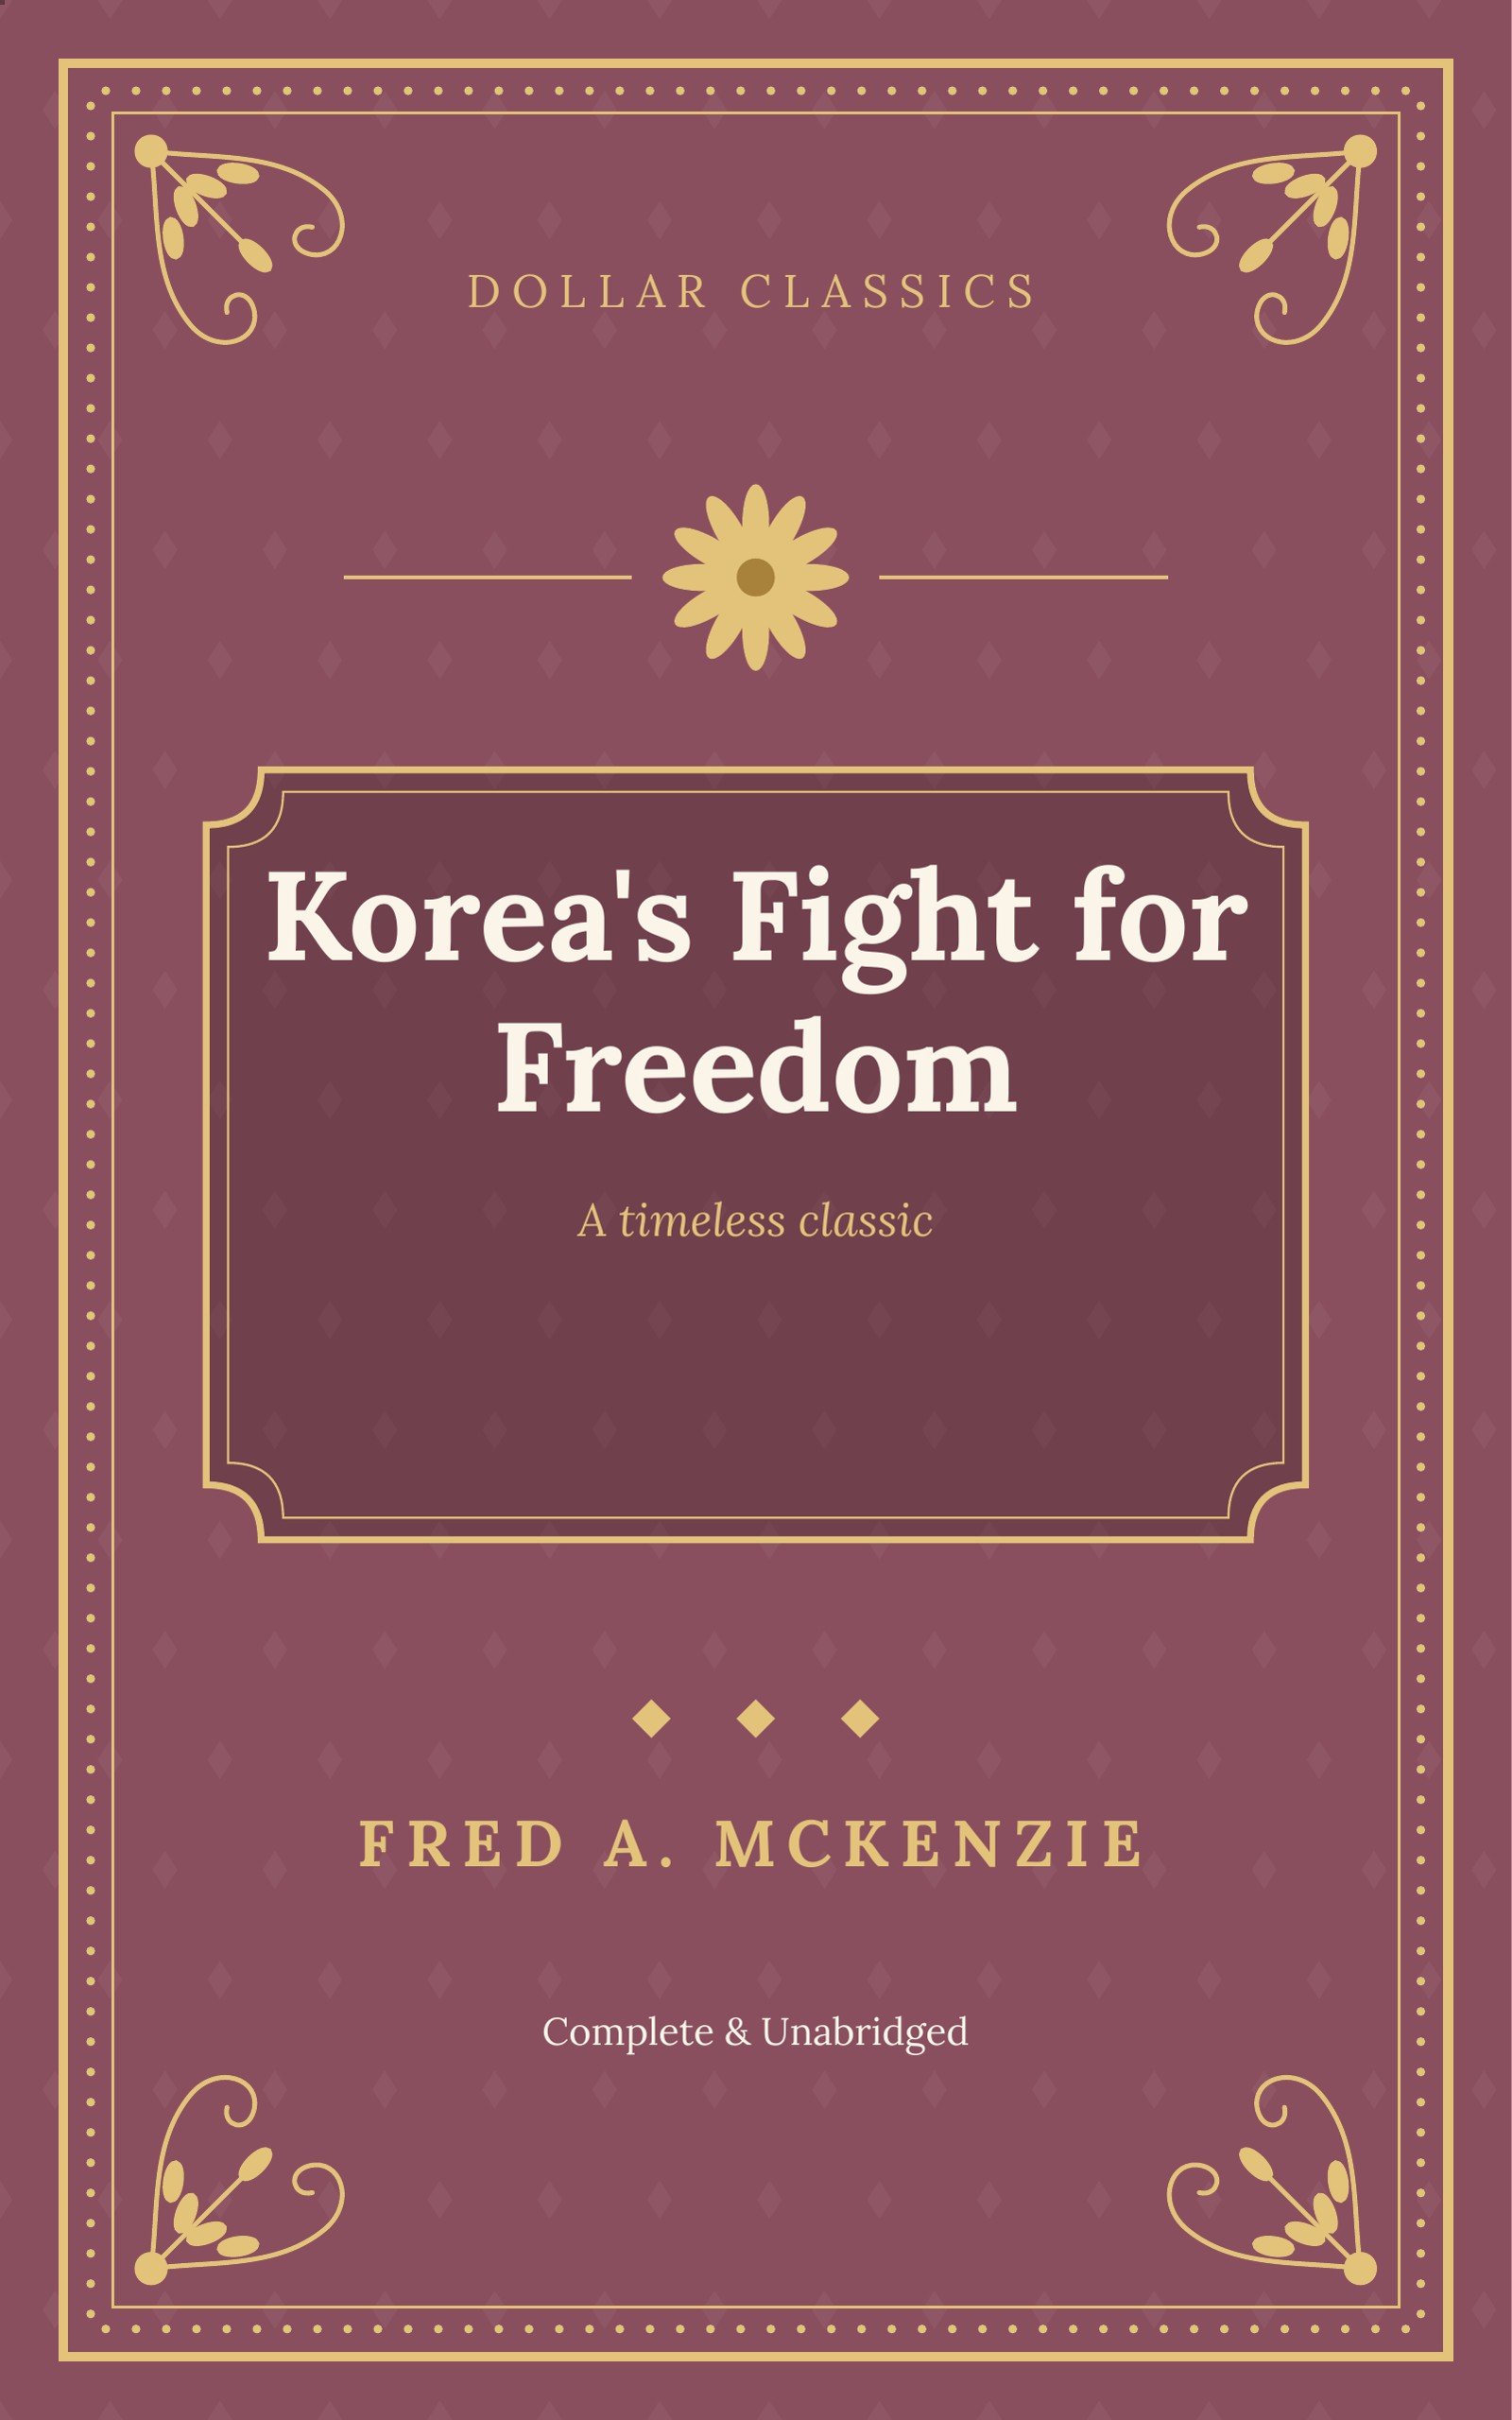 DOLLAR CLASSICS
Korea's Fight for
Freedom
A timeless classic
FRED A. MCKENZIE
Complete & Unabridged